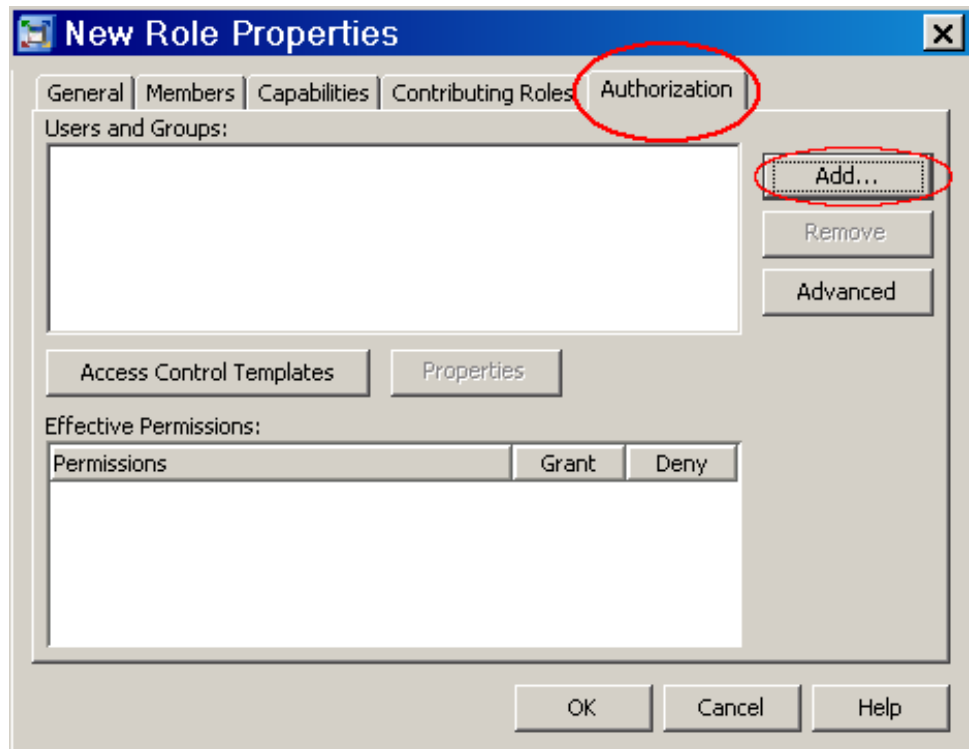 New Role Properties
General Members Capabilities Contributing Roles Authorization
Users and Groups:
Add...
Remove
Advanced
Access Control Templates Properties
Effective Permissions:
Permissions Grant Deny
OK Cancel Help